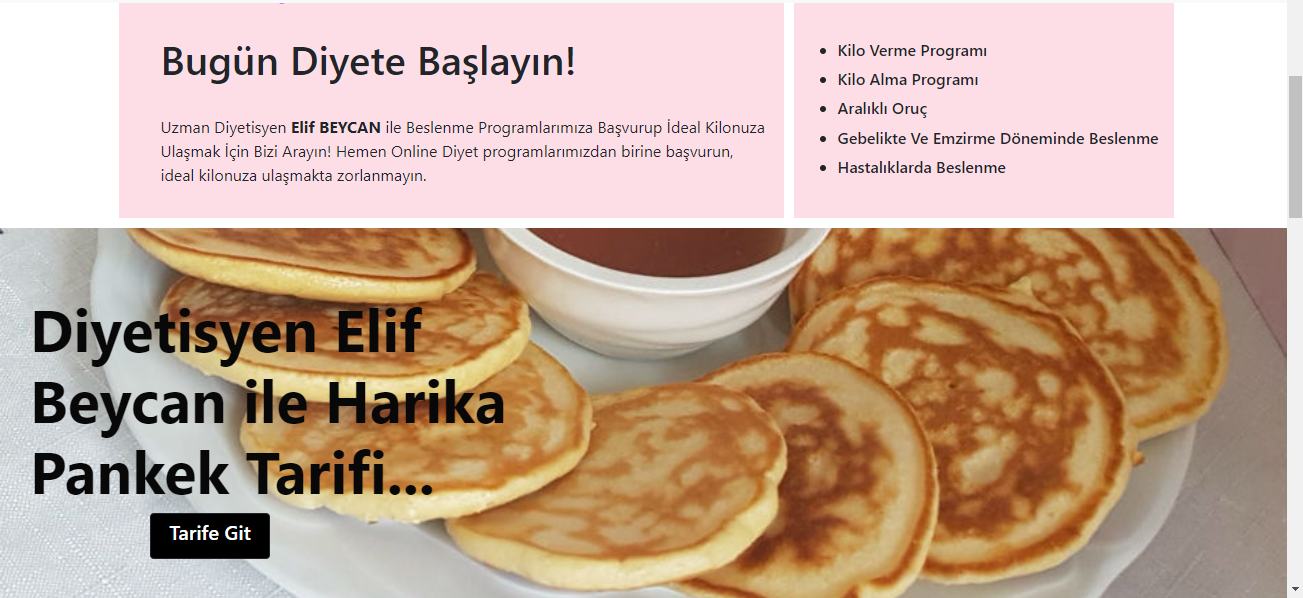 Bugün Diyete Başlayın!
Uzman Diyetisyen Elif BEYCAN ile Beslenme Programlarımıza Başvurup İdeal Kilonuza
Ulaşmak İçin Bizi Arayın! Hemen Online Diyet programlarımızdan birine başvurun,
ideal kilonuza ulaşmakta zorlanmayın.
Kilo Verme Programı
Kilo Alma Programı
Aralıklı Oruç
Gebelikte Ve Emzirme Döneminde Beslenme
Hastalıklarda Beslenme
Diyetisyen Elif
Beycan ile Harika
Pankek Tarifi...
Tarife Git